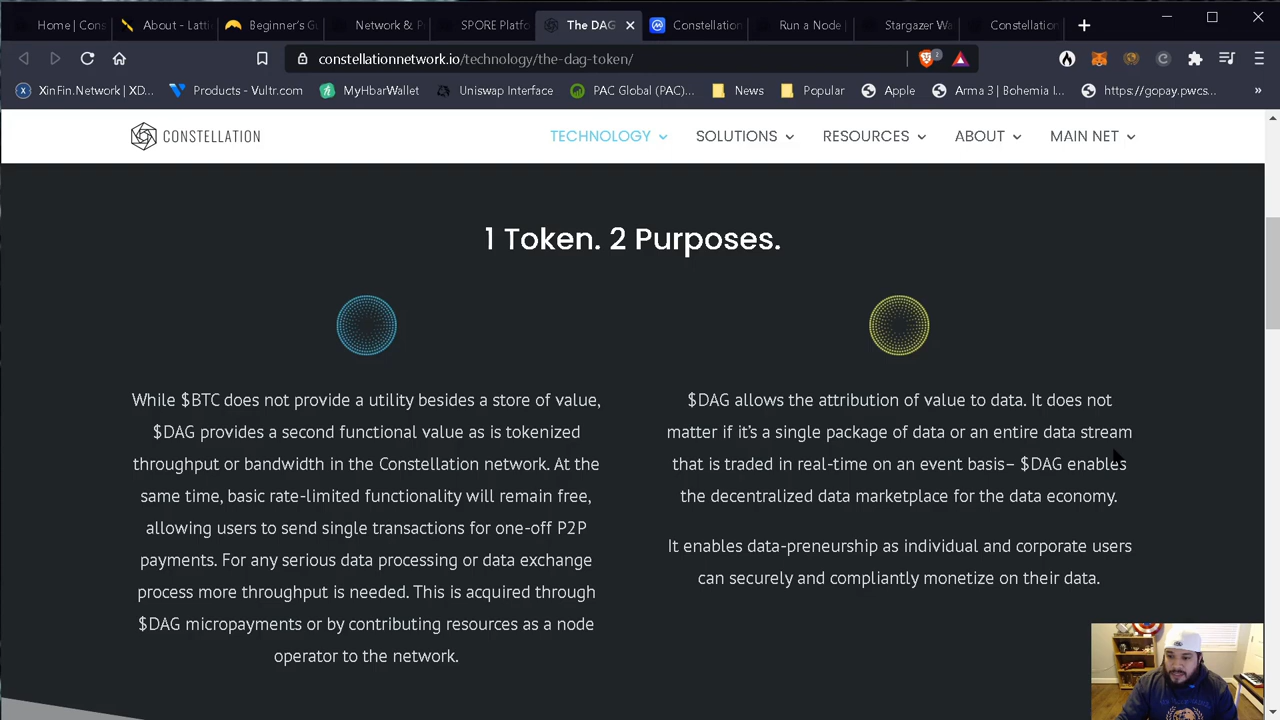 Home | Cons
About - Latti
Beginner's Gu
Network & P
SPORE Platfo
The DAG
Constellation
Run a Node |
Stargazer Wa
Constellation
constellationnetwork.io/technology/the-dag-token/
2
XinFin.Network | XD...
Products - Vultr.com
MyHbarWallet
Uniswap Interface
PAC Global (PAC)...
News
Popular
Apple
Arma 3 | Bohemia I...
https://gopay.pwcs...
»
CONSTELLATION
TECHNOLOGY
SOLUTIONS
RESOURCES
ABOUT
MAIN NET
1 Token. 2 Purposes.
While $BTC does not provide a utility besides a store of value,
$DAG provides a second functional value as is tokenized
throughput or bandwidth in the Constellation network. At the
same time, basic rate-limited functionality will remain free,
allowing users to send single transactions for one-off P2P
payments. For any serious data processing or data exchange
process more throughput is needed. This is acquired through
$DAG micropayments or by contributing resources as a node
operator to the network.
$DAG allows the attribution of value to data. It does not
matter if it's a single package of data or an entire data stream
that is traded in real-time on an event basis– $DAG enables
the decentralized data marketplace for the data economy.
It enables data-preneurship as individual and corporate users
can securely and compliantly monetize on their data.